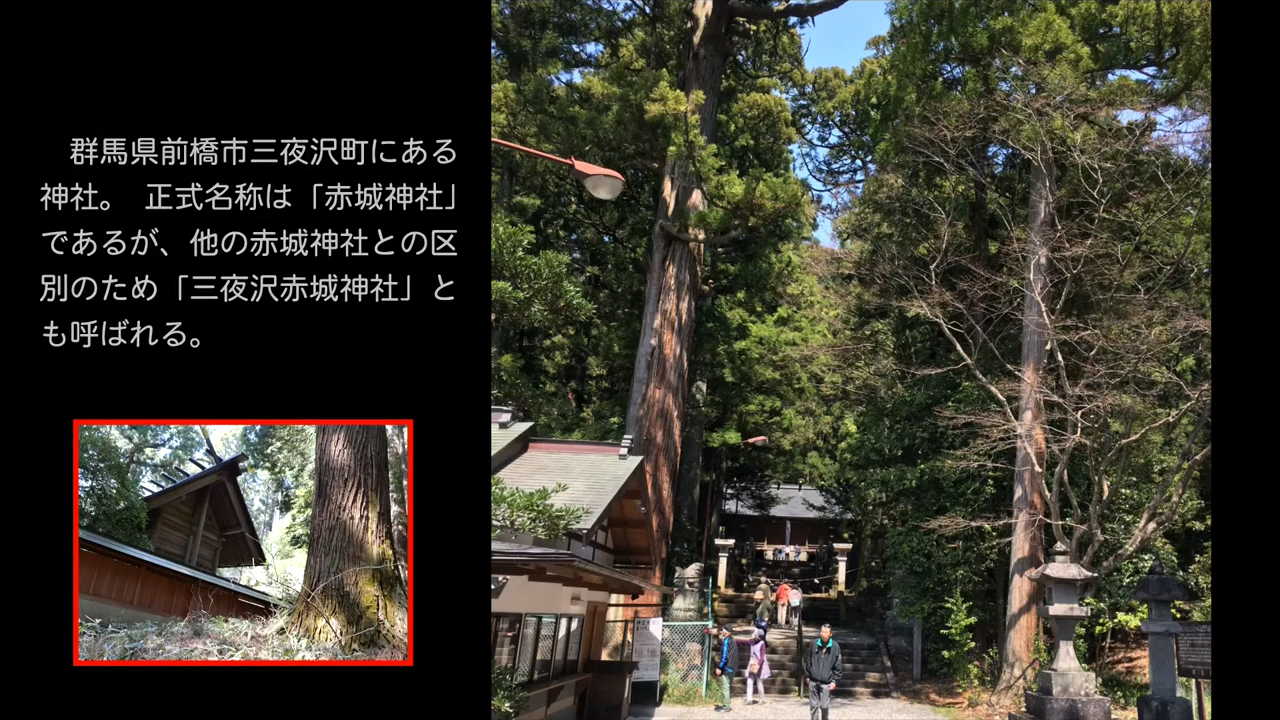 群馬県前橋市三夜沢町にある
神社。 正式名称は「赤城神社」
であるが、他の赤城神社との区
別のため「三夜沢赤城神社」と
も呼ばれる。